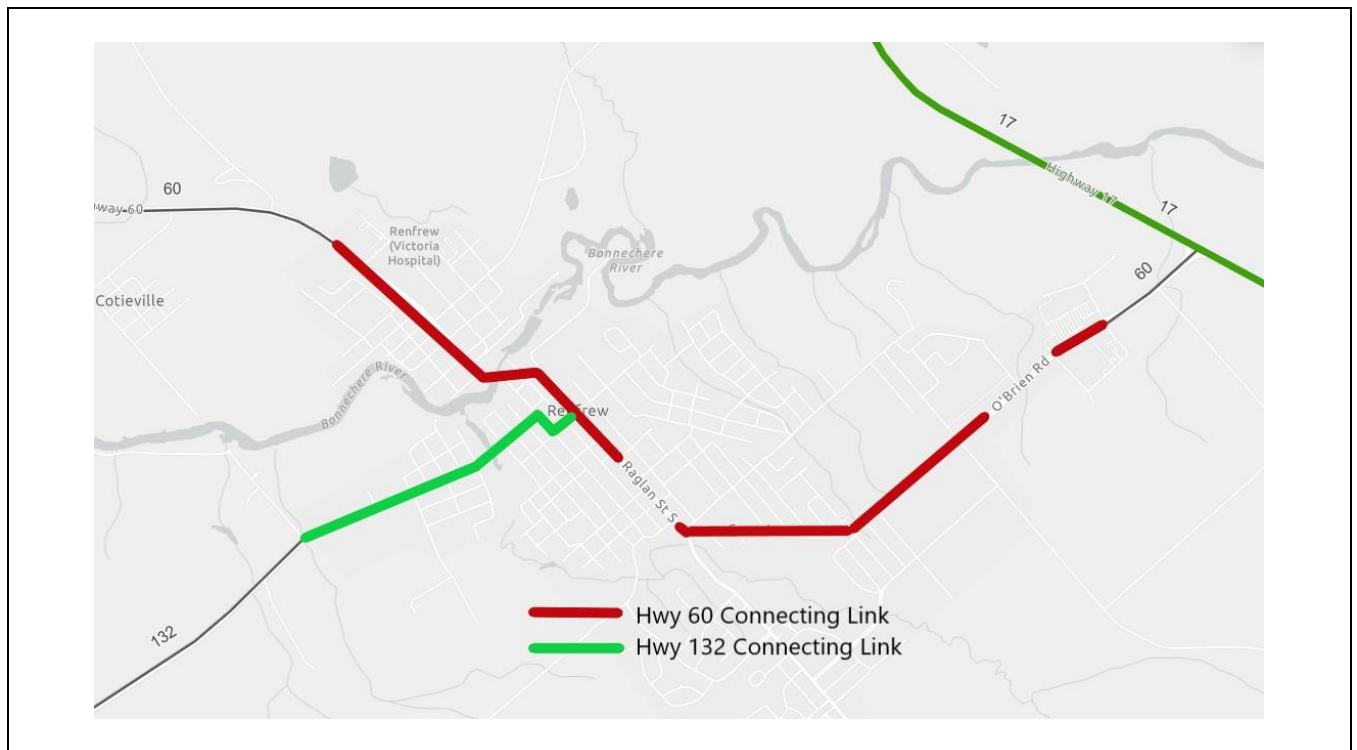 17
Highway 17
17
60
60
way 60
Renfrew
(Victoria
Hospital)
Bonnechere
River
Cotieville
O'Brien Rd
Bonnechere River
Renfrew
Raglan St S
132
Hwy 60 Connecting Link
Hwy 132 Connecting Link